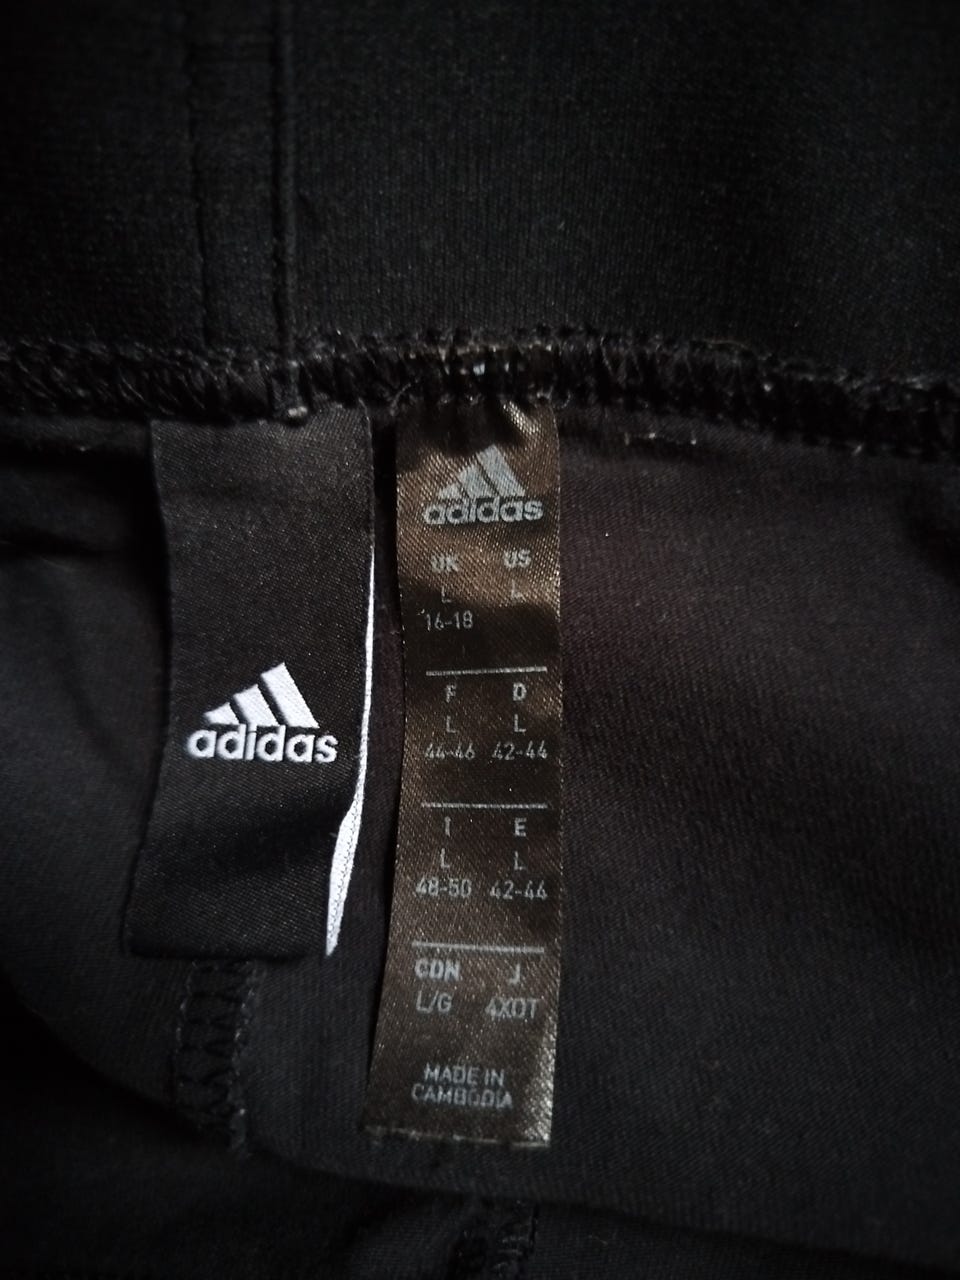 adidas
adidas
UK US
L L
16-18
F D
L L
44-46 42-44
I E
L L
48-50 42-44
CDN J
L/G 4XOT
MADE IN
CAMBODIA